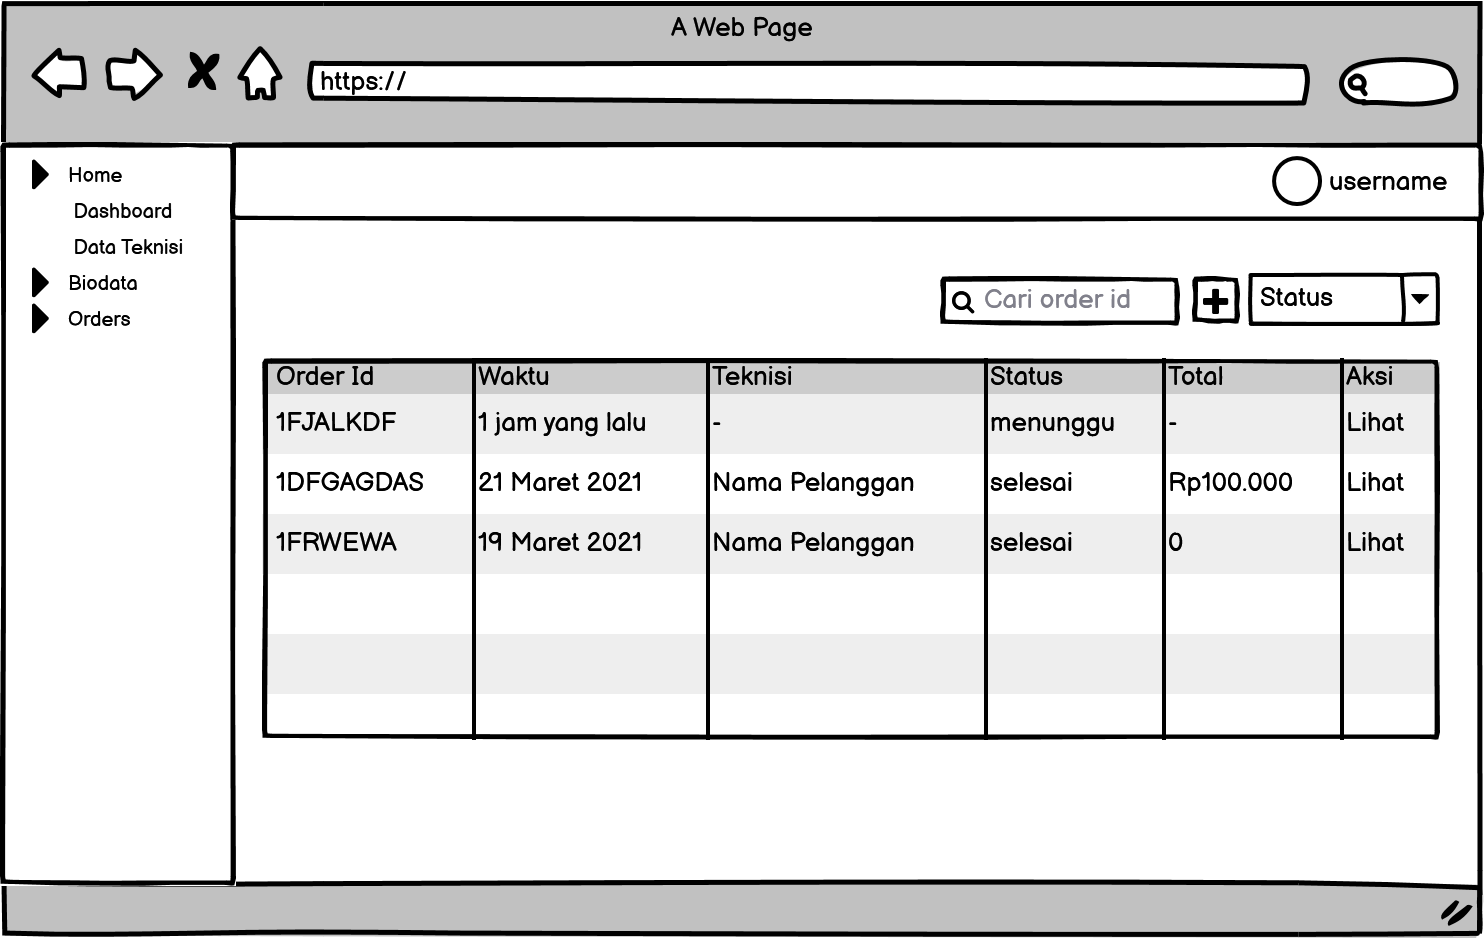 A Web Page
https://
username
Home
Dashboard
Data Teknisi
Biodata
Orders
Cari order id
Status
Order Id Waktu Teknisi Status Total Aksi
1FJALKDF 1 jam yang lalu - menunggu - Lihat
1DFGAGDAS 21 Maret 2021 Nama Pelanggan selesai Rp100.000 Lihat
1FRWEWA 19 Maret 2021 Nama Pelanggan selesai 0 Lihat